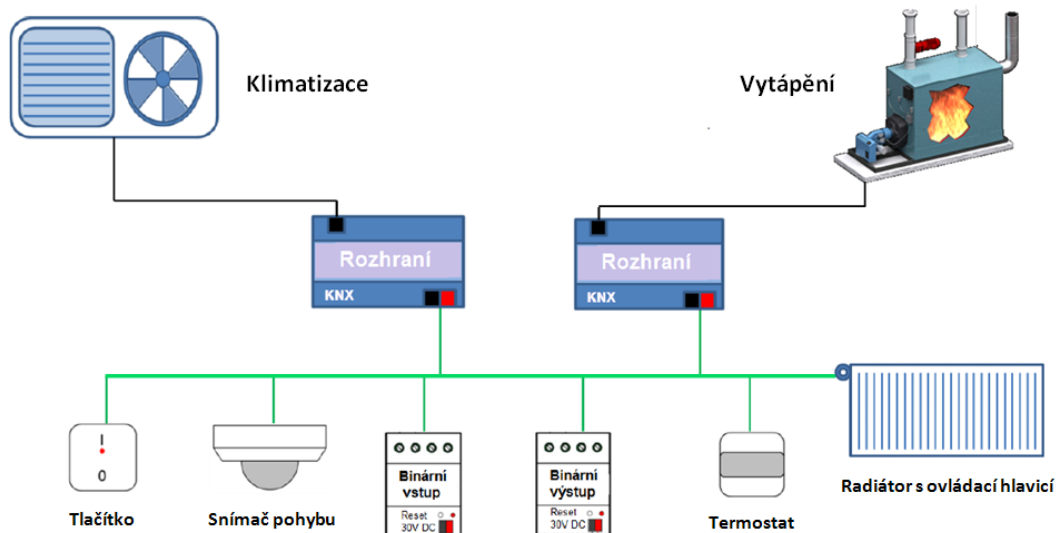 Klimatizace
Vytápění
Rozhraní
KNX
Rozhraní
KNX
I
0
Binární
vstup
Reset
30V DC
Binární
výstup
Reset
30V DC
Radiátor s ovládací hlavicí
Tlačítko
Snímač pohybu
Termostat